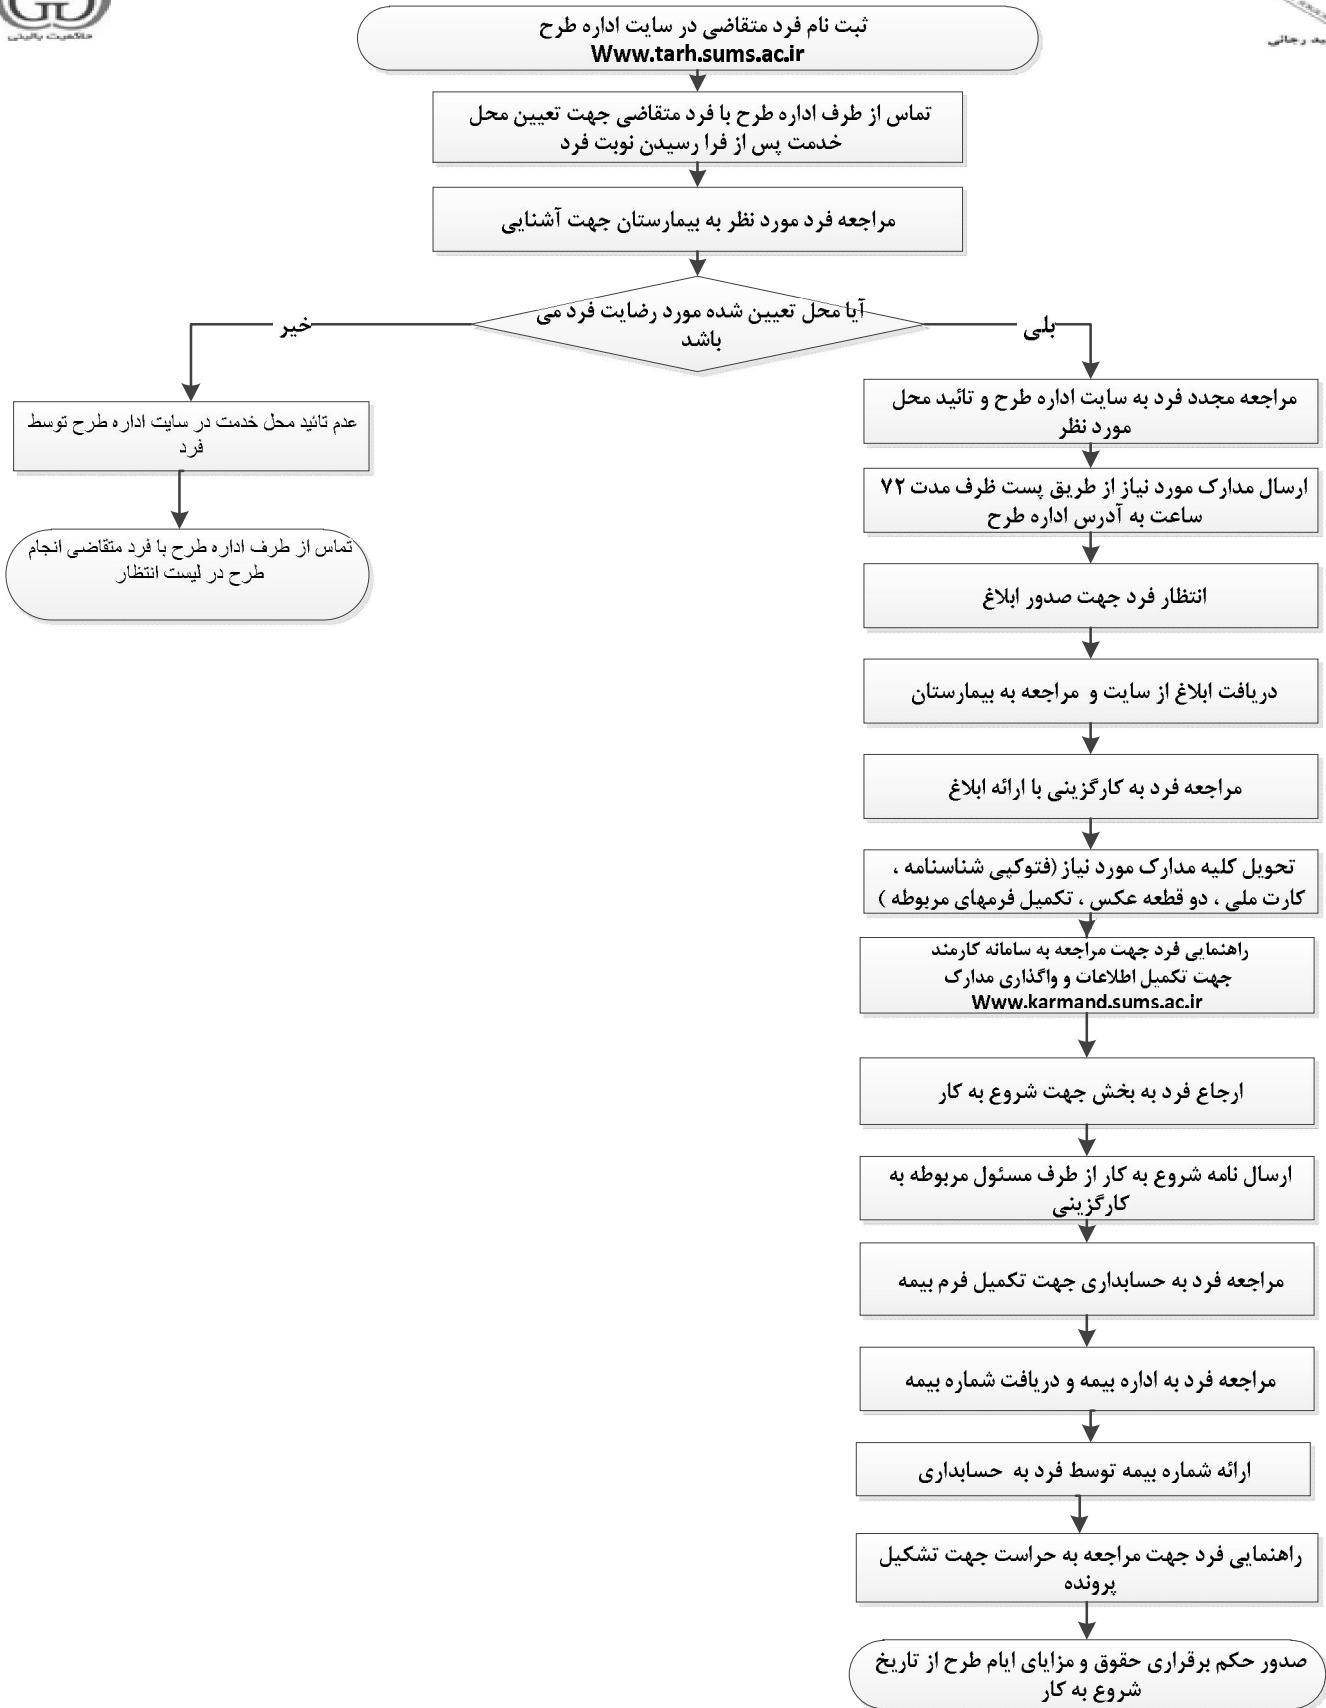 حاکمیت بالینی
ید رجائی
ثبت نام فرد متقاضی در سایت اداره طرح
Www.tarh.sums.ac.ir
تماس از طرف اداره طرح با فرد متقاضی جهت تعیین محل
خدمت پس از فرا رسیدن نوبت فرد
مراجعه فرد مورد نظر به بیمارستان جهت آشنایی
آیا محل تعیین شده مورد رضایت فرد می
باشد
بلی
خیر
مراجعه مجدد فرد به سایت اداره طرح و تائید محل
مورد نظر
ارسال مدارک مورد نیاز از طریق پست ظرف مدت ۷۲
ساعت به آدرس اداره طرح
انتظار فرد جهت صدور ابلاغ
دریافت ابلاغ از سایت و مراجعه به بیمارستان
مراجعه فرد به کارگزینی با ارائه ابلاغ
تحویل کلیه مدارک مورد نیاز (فتوکپی شناسنامه ،
کارت ملی ، دو قطعه عکس ، تکمیل فرمهای مربوطه )
راهنمایی فرد جهت مراجعه به سامانه کارمند
جهت تکمیل اطلاعات و واگذاری مدارک
Www.karmand.sums.ac.ir
ارجاع فرد به بخش جهت شروع به کار
ارسال نامه شروع به کار از طرف مسئول مربوطه به
کارگزینی
مراجعه فرد به حسابداری جهت تکمیل فرم بیمه
مراجعه فرد به اداره بیمه و دریافت شماره بیمه
ارائه شماره بیمه توسط فرد به حسابداری
راهنمایی فرد جهت مراجعه به حراست جهت تشکیل
پرونده
صدور حکم برقراری حقوق و مزایای ایام طرح از تاریخ
شروع به کار
عدم تائید محل خدمت در سایت اداره طرح توسط
فرد
تماس از طرف اداره طرح با فرد متقاضی انجام
طرح در لیست انتظار